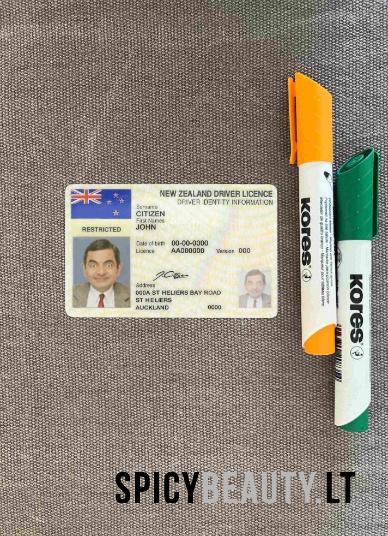 NEW ZEALAND DRIVER LICENCE
DRIVER IDENTITY INFORMATION
Surname
CITIZEN
First Names
JOHN
RESTRICTED
Date of birth 00-00-0000
Licence AA000000 Version 000
Address
000A ST HELIERS BAY ROAD
ST HELIERS
AUCKLAND 0000
kores
kores
SPICYBEAUTY.LT